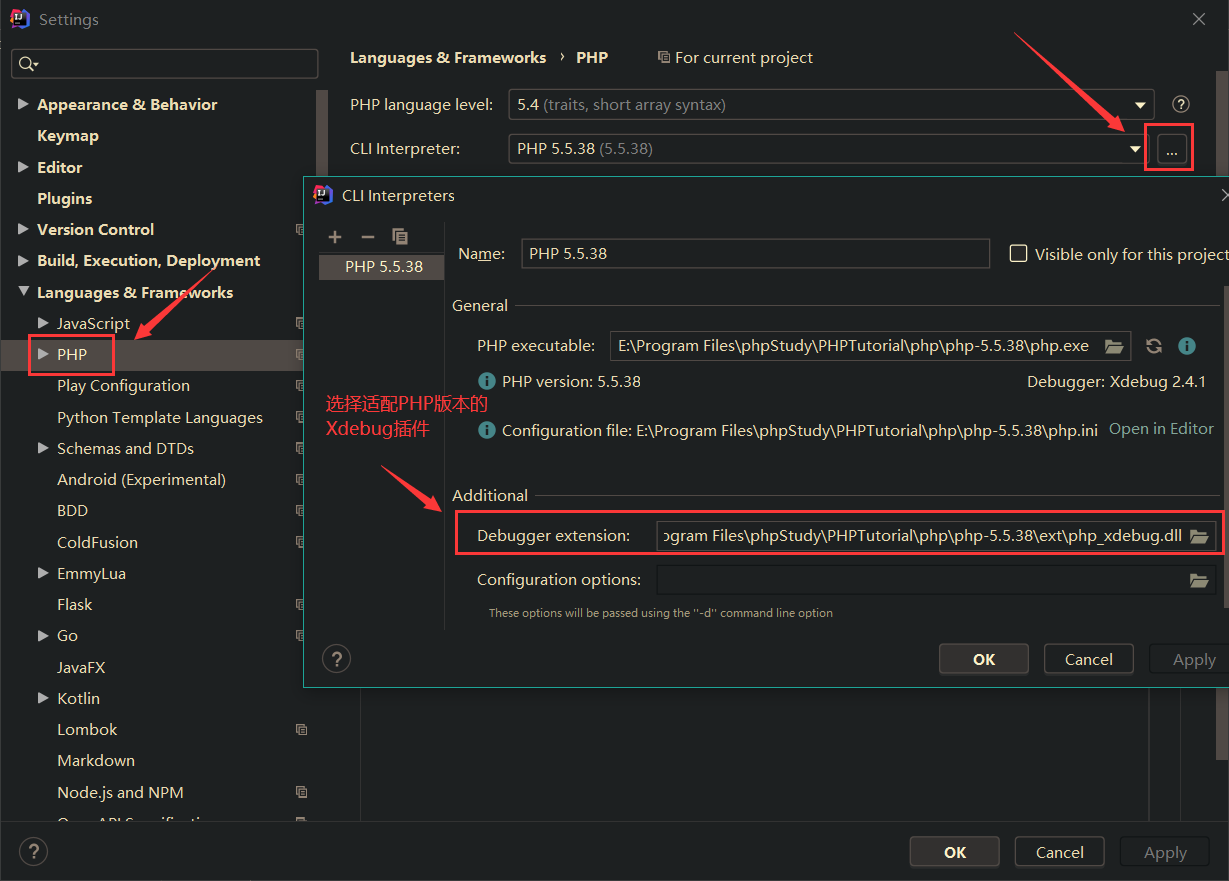 Settings
Languages & Frameworks › PHP For current project
Appearance & Behavior
Keymap
Editor
Plugins
Version Control
Build, Execution, Deployment
Languages & Frameworks
JavaScript
PHP
Play Configuration
Python Template Languages
Schemas and DTDs
Android (Experimental)
BDD
ColdFusion
EmmyLua
Flask
Go
JavaFX
Kotlin
Lombok
Markdown
Node.js and NPM
PHP language level: 5.4 (traits, short array syntax)
CLI Interpreter: PHP 5.5.38 (5.5.38) ...
CLI Interpreters
PHP 5.5.38
Name: PHP 5.5.38 Visible only for this project
General
PHP executable: E:\Program Files\phpStudy\PHPTutorial\php\php-5.5.38\php.exe
PHP version: 5.5.38 Debugger: Xdebug 2.4.1
选择适配PHP版本的
Xdebug插件
Configuration file: E:\Program Files\phpStudy\PHPTutorial\php\php-5.5.38\php.ini Open in Editor
Additional
Debugger extension: ogram Files\phpStudy\PHPTutorial\php\php-5.5.38\ext\php_xdebug.dll
Configuration options:
These options will be passed using the "-d" command line option
? OK Cancel Apply
? OK Cancel Apply